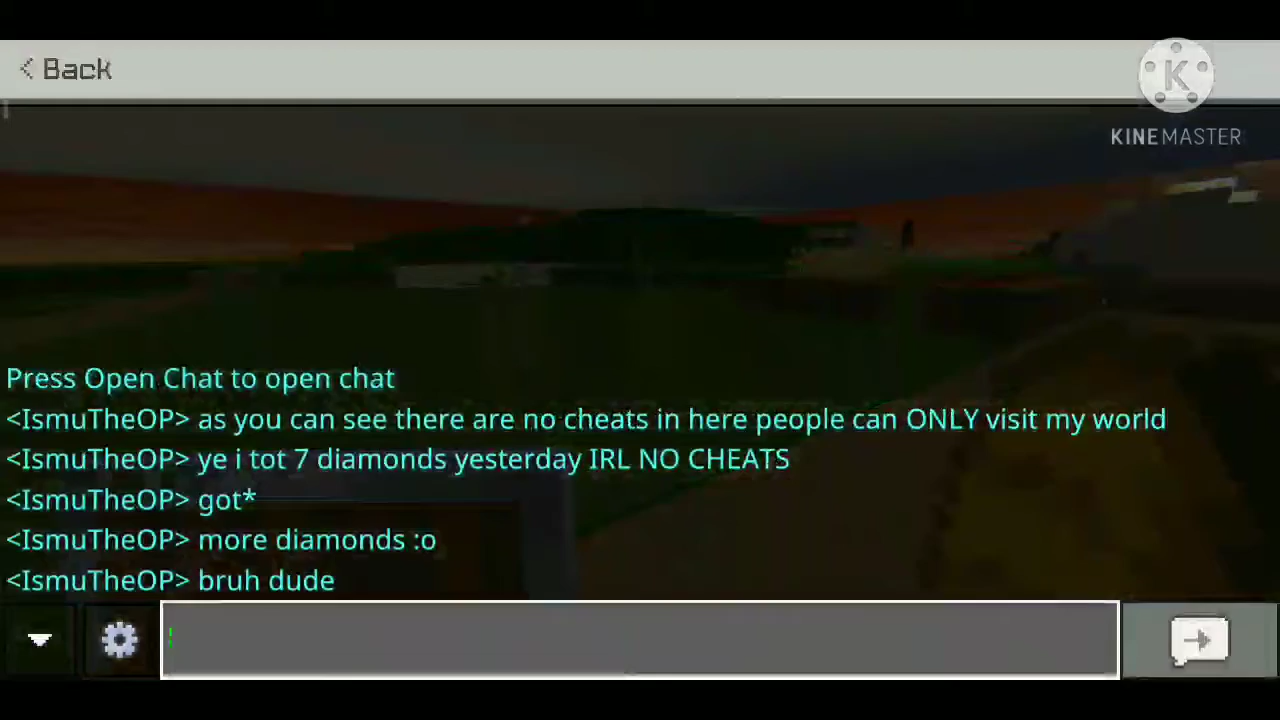 < Back
K
KINEMASTER
Press Open Chat to open chat
<IsmuTheOP> as you can see there are no cheats in here people can ONLY visit my world
<IsmuTheOP> ye i tot 7 diamonds yesterday IRL NO CHEATS
<IsmuTheOP> got*
<IsmuTheOP> more diamonds :o
<IsmuTheOP> bruh dude